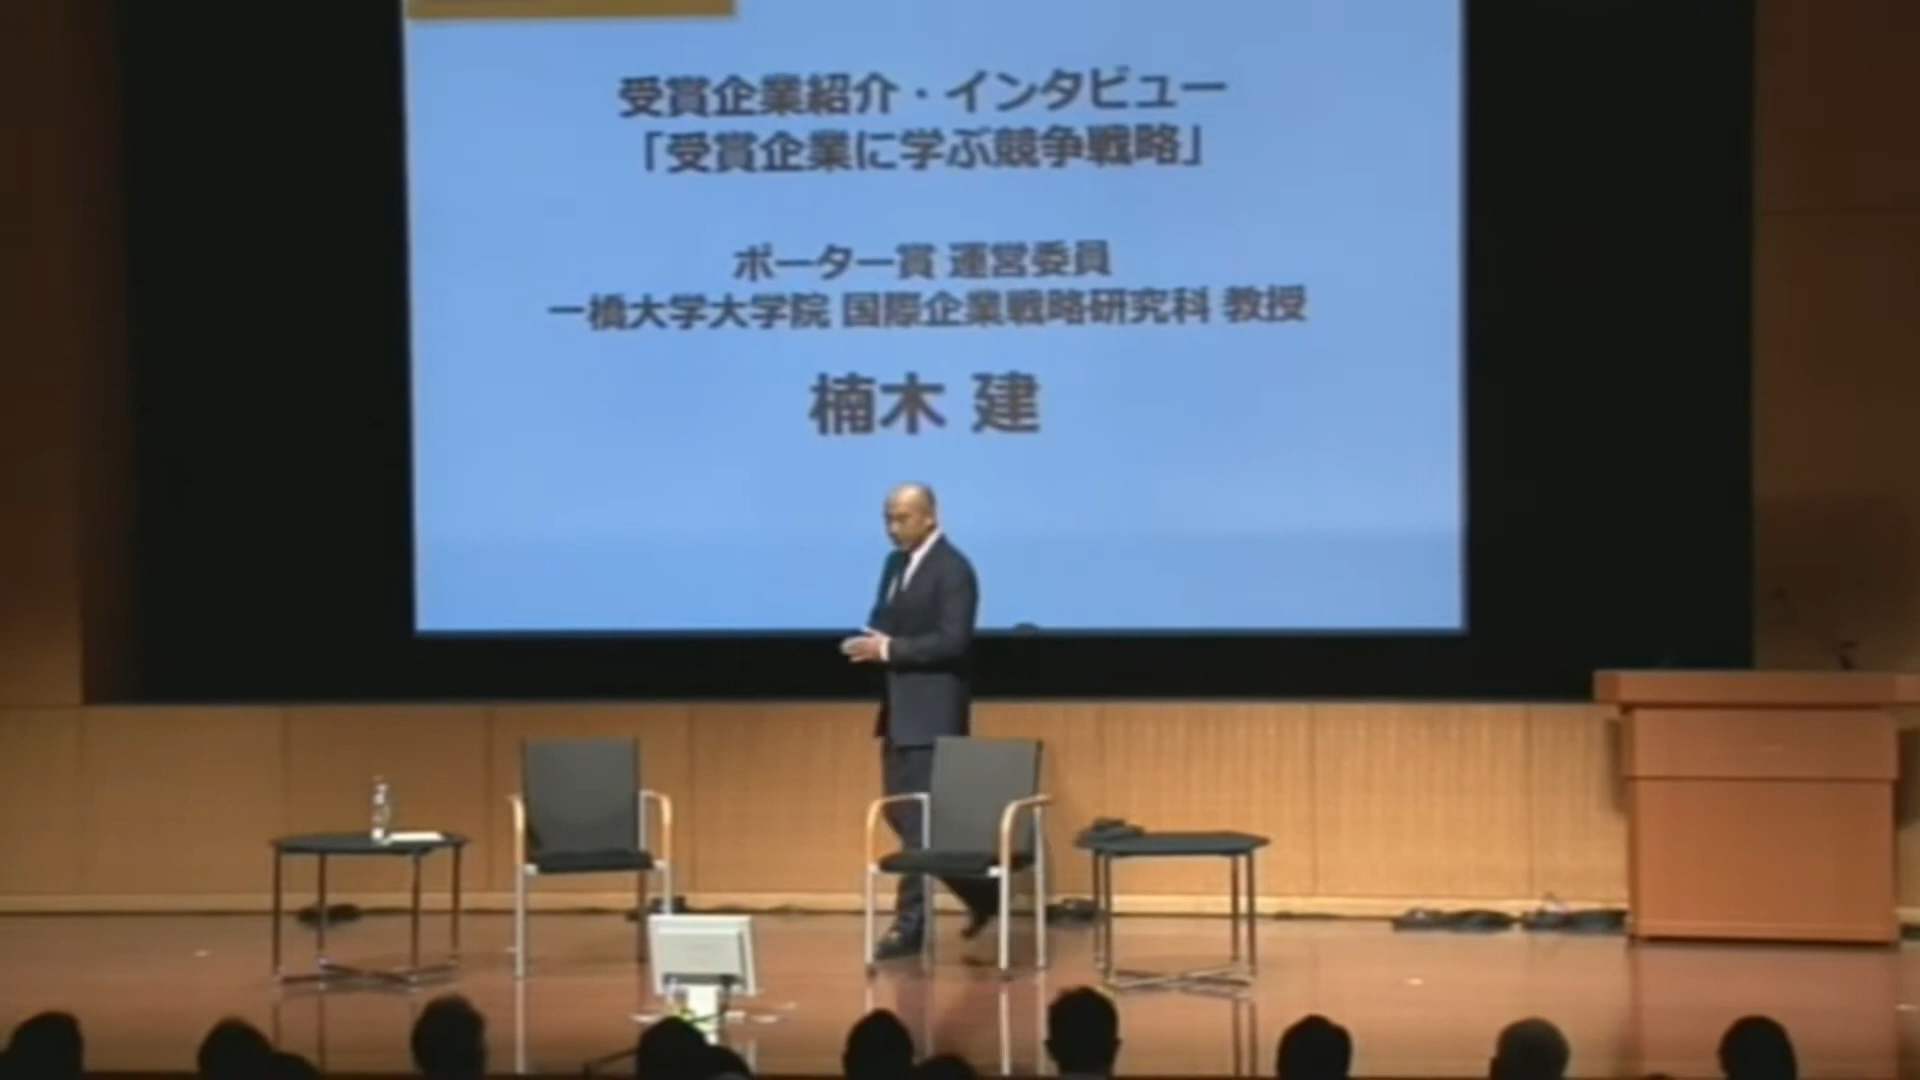 受賞企業紹介・インタビュー
「受賞企業に学ぶ競争戦略」
ポーター賞 運営委員
一橋大学大学院 国際企業戦略研究科 教授
楠木 建